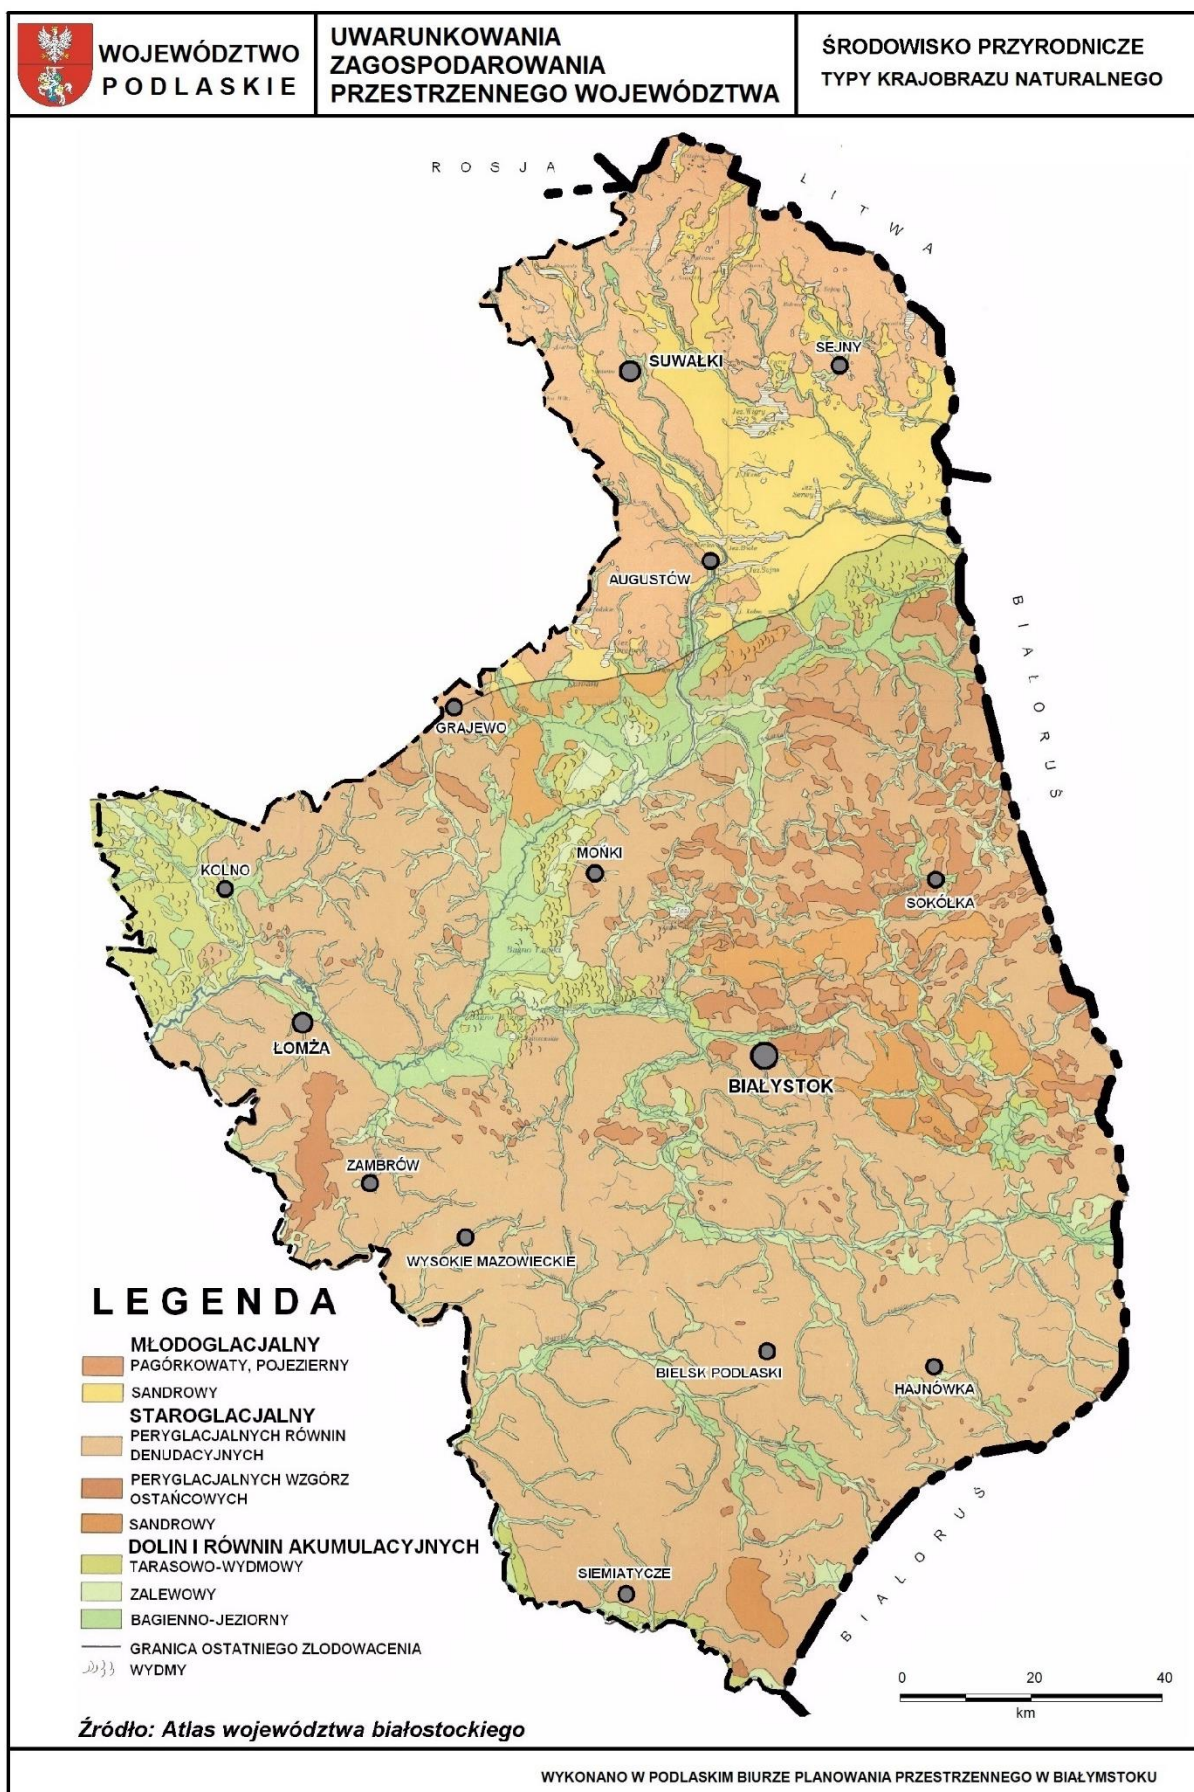 WOJEWÓDZTWO
PODLASKIE
UWARUNKOWANIA
ZAGOSPODAROWANIA
PRZESTRZENNEGO WOJEWÓDZTWA
ŚRODOWISKO PRZYRODNICZE
TYPY KRAJOBRAZU NATURALNEGO
ROSJA
LITWA
SUWAŁKI
SEJNY
Jez. Wigry
AUGUSTÓW
BIAŁORUŚ
GRAJEWO
KOLNO
MOŃKI
SOKÓŁKA
ŁOMŻA
BIAŁYSTOK
ZAMBRÓW
WYSOKIE MAZOWIECKIE
BIELSK PODLASKI
HAJNÓWKA
SIEMIATYCZE
BIAŁORUŚ
LEGENDA
MŁODOGLACJALNY
PAGÓRKOWATY, POJEZIERNY
SANDROWY
STAROGLACJALNY
PERYGLACJALNYCH RÓWNIN
DENUDACYJNYCH
PERYGLACJALNYCH WZGÓRZ
OSTAŃCOWYCH
SANDROWY
DOLIN I RÓWNIN AKUMULACYJNYCH
TARASOWO-WYDMOWY
ZALEWOWY
BAGIENNO-JEZIORNY
GRANICA OSTATNIEGO ZLODOWACENIA
WYDMY
0 20 40
km
Źródło: Atlas województwa białostockiego
WYKONANO W PODLASKIM BIURZE PLANOWANIA PRZESTRZENNEGO W BIAŁYMSTOKU